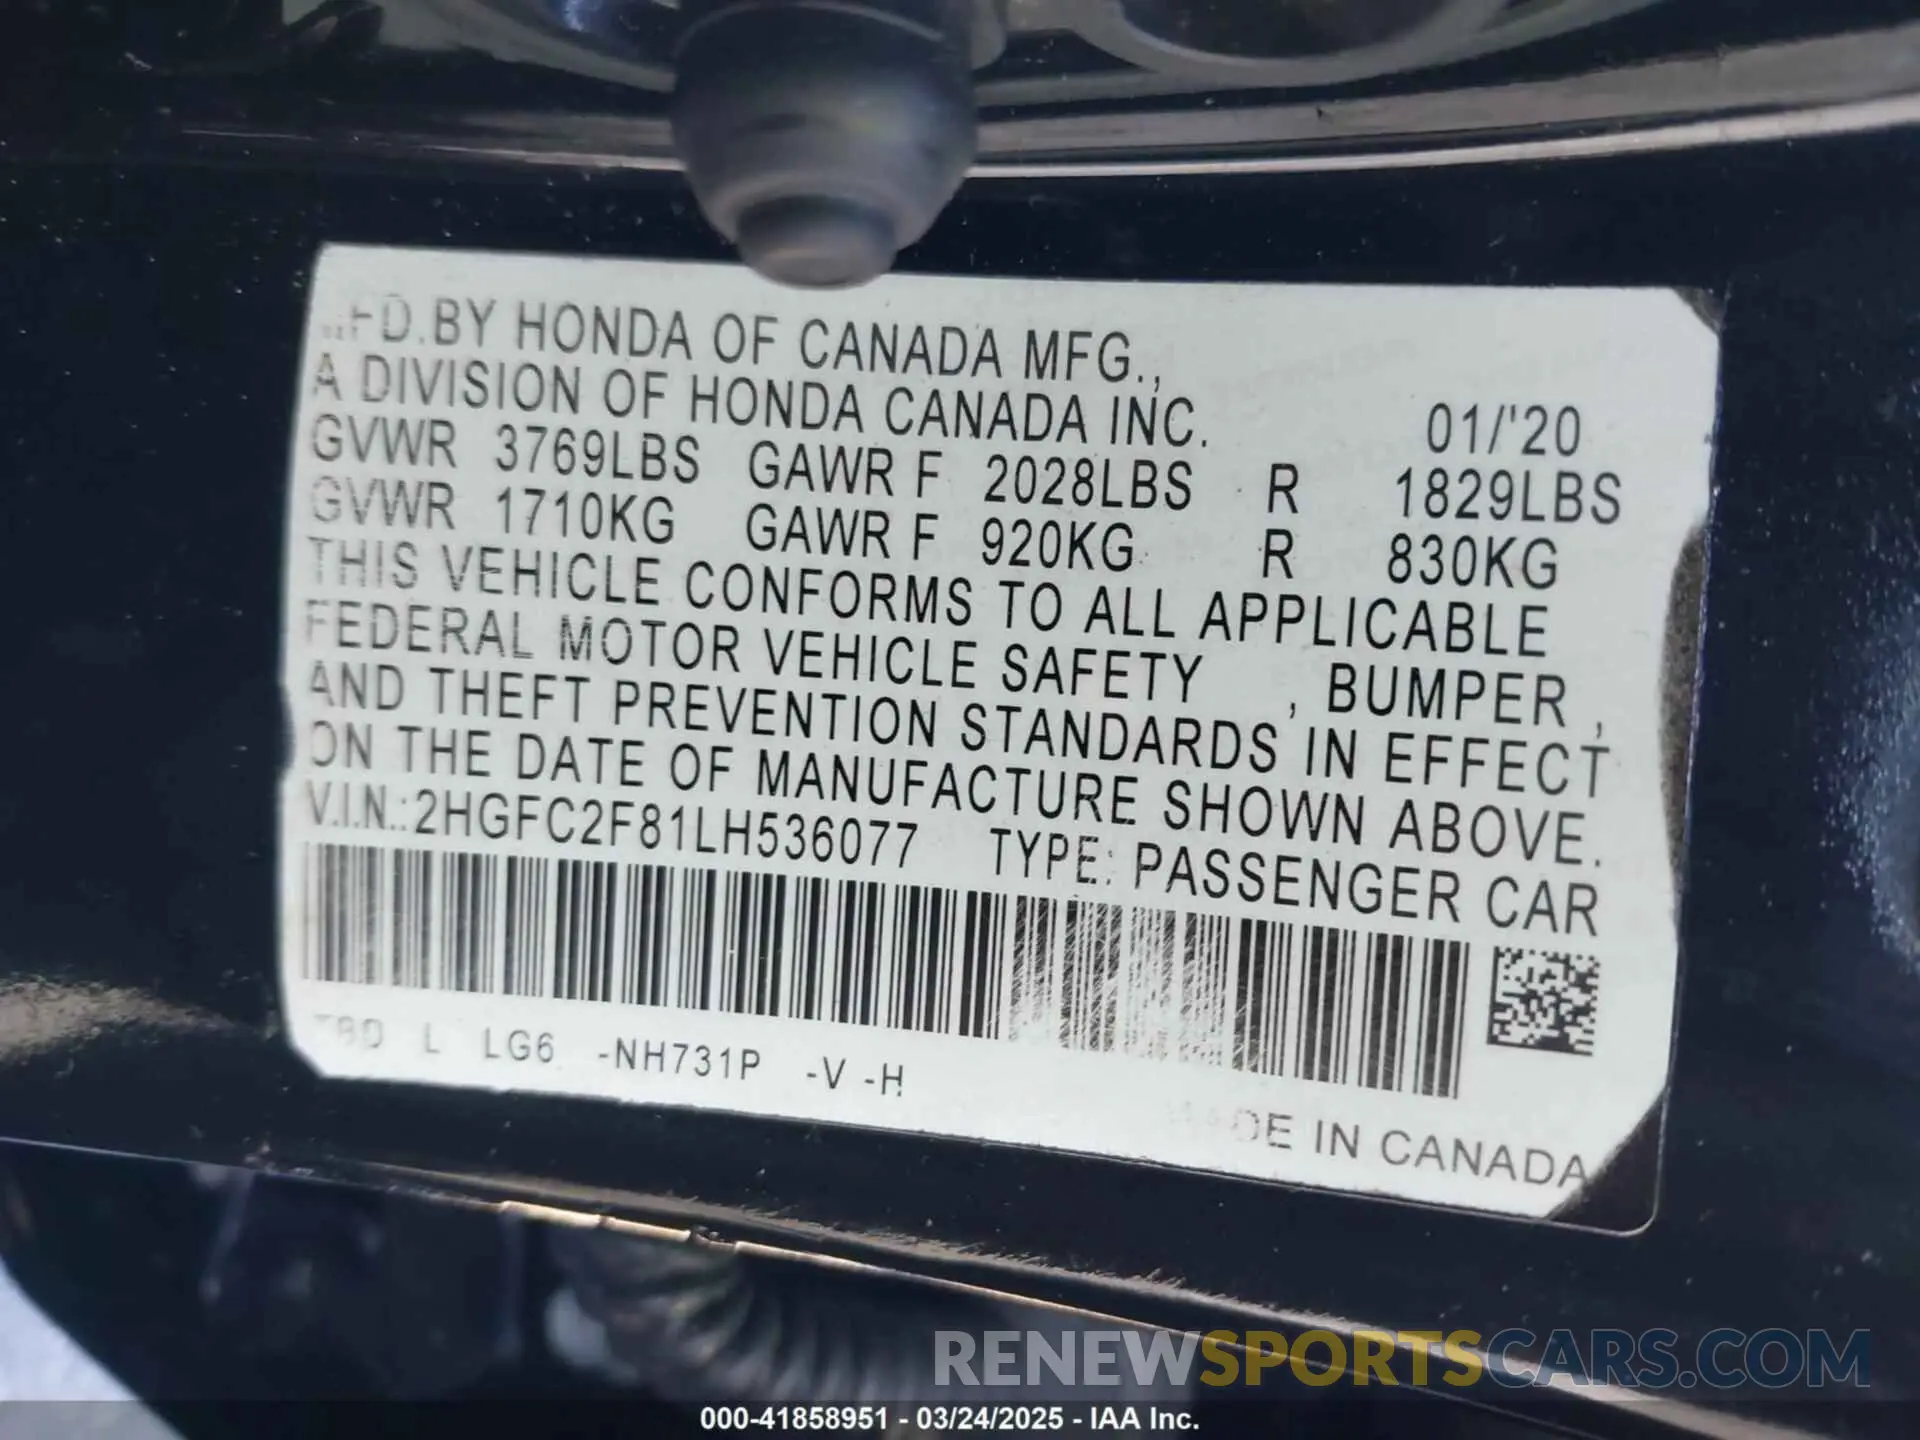 MFD.BY HONDA OF CANADA MFG.,
A DIVISION OF HONDA CANADA INC. 01/'20
GVWR 3769LBS GAWR F 2028LBS R 1829LBS
GVWR 1710KG GAWR F 920KG R 830KG
THIS VEHICLE CONFORMS TO ALL APPLICABLE
FEDERAL MOTOR VEHICLE SAFETY , BUMPER ,
AND THEFT PREVENTION STANDARDS IN EFFECT
ON THE DATE OF MANUFACTURE SHOWN ABOVE.
V.I.N.:2HGFC2F81LH536077 TYPE: PASSENGER CAR
L LG6 -NH731P -V -H
MADE IN CANADA
RENEWSPORTSCARS.COM
000-41858951 - 03/24/2025 - IAA Inc.